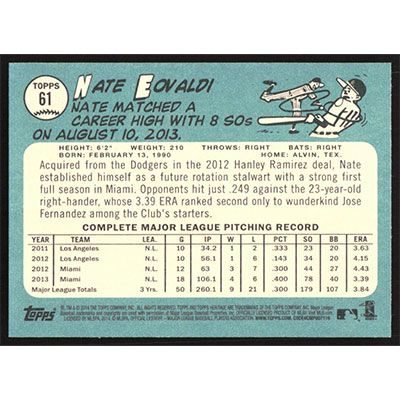 TOPPS
61
NATE EOVALDI
NATE MATCHED A
CAREER HIGH WITH 8 SOs
ON AUGUST 10, 2013.
HEIGHT: 6'2" WEIGHT: 210 THROWS: RIGHT BATS: RIGHT
BORN: FEBRUARY 13, 1990 HOME: ALVIN, TEX.
Acquired from the Dodgers in the 2012 Hanley Ramirez deal, Nate
established himself as a future rotation stalwart with a strong first
full season in Miami. Opponents hit just .249 against the 23-year-old
right-hander, whose 3.39 ERA ranked second only to wunderkind Jose
Fernandez among the Club's starters.
COMPLETE MAJOR LEAGUE PITCHING RECORD
YEAR TEAM LEA. G IP W L PCT SO BB ERA
2011 Los Angeles N.L. 10 34.2 1 2 .333 23 20 3.63
2012 Los Angeles N.L. 10 56.1 1 6 .143 34 20 4.15
2012 Miami N.L. 12 63 3 7 .300 44 27 4.43
2013 Miami N.L. 18 106.1 4 6 .400 78 40 3.39
Major League Totals 3 Yrs. 50 260.1 9 21 .300 179 107 3.84
Topps